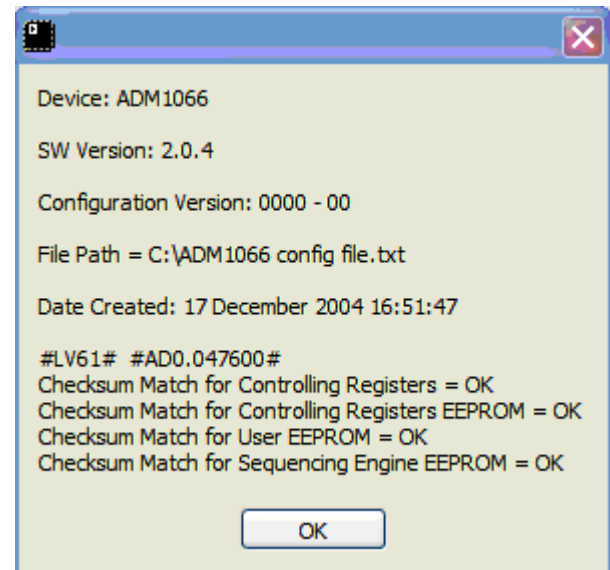 Device: ADM1066
SW Version: 2.0.4
Configuration Version: 0000 - 00
File Path = C:\ADM1066 config file.txt
Date Created: 17 December 2004 16:51:47
#LV61# #AD0.047600#
Checksum Match for Controlling Registers = OK
Checksum Match for Controlling Registers EEPROM = OK
Checksum Match for User EEPROM = OK
Checksum Match for Sequencing Engine EEPROM = OK
OK